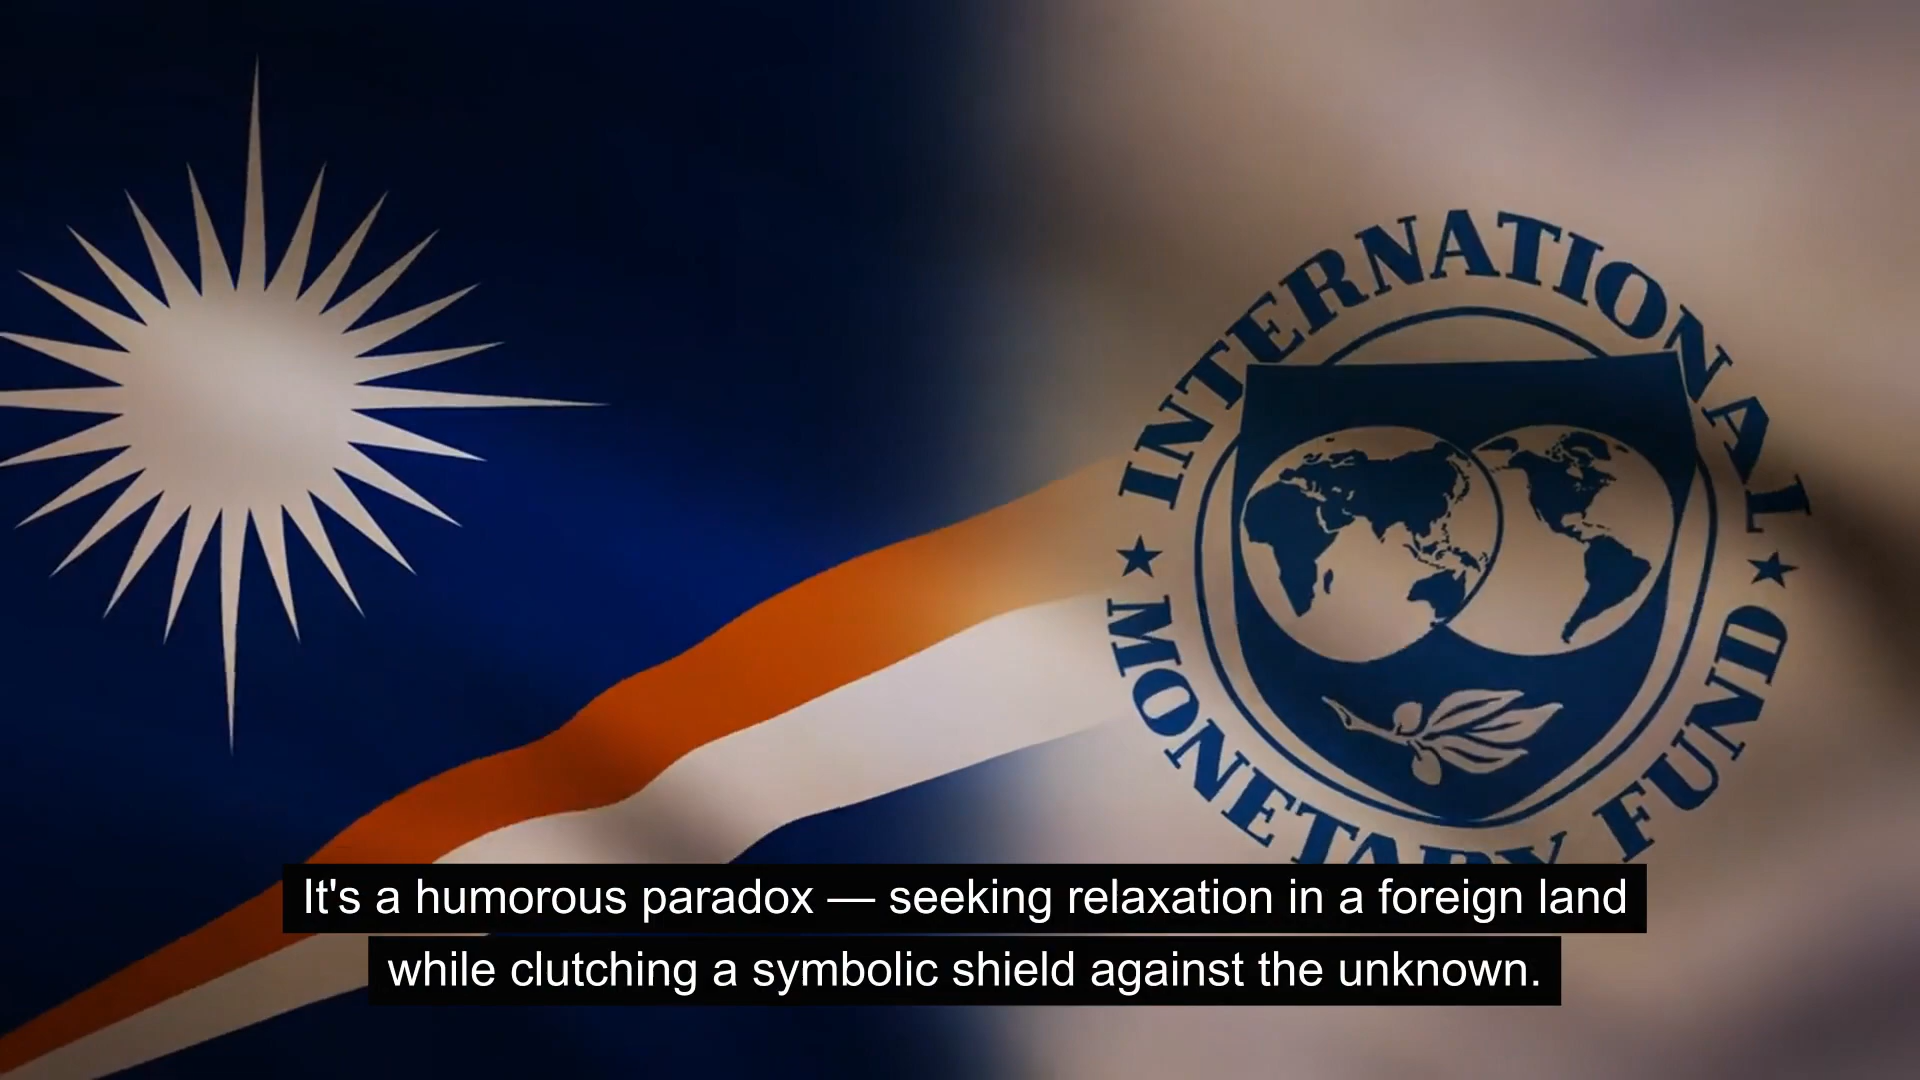 INTERNATIONAL
MONETARY FUND
It's a humorous paradox — seeking relaxation in a foreign land
while clutching a symbolic shield against the unknown.